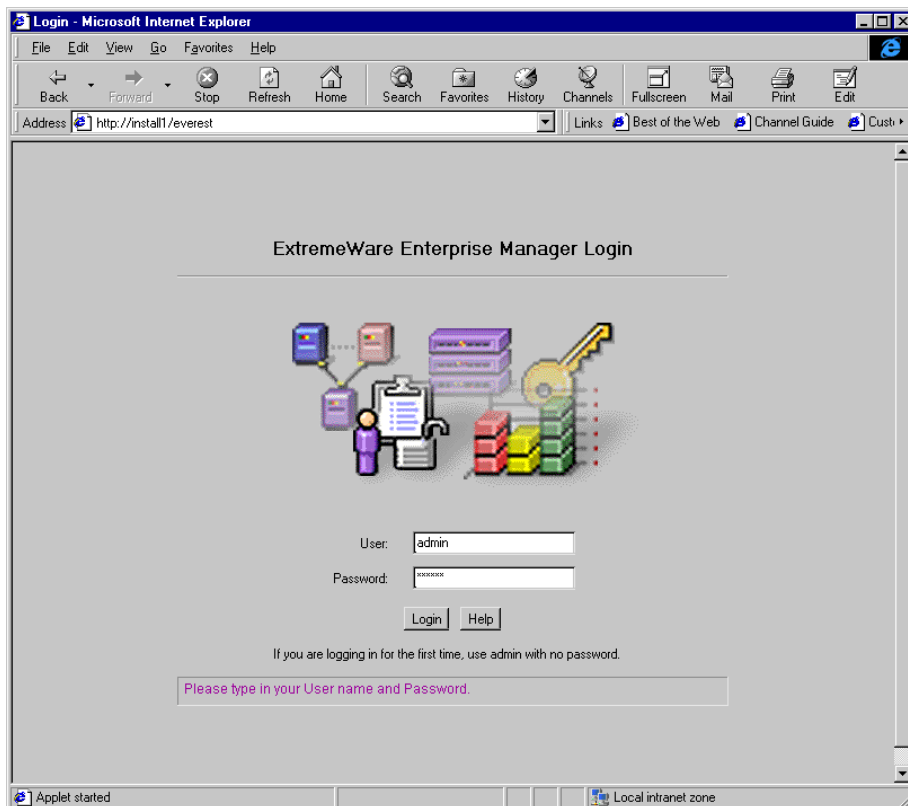 Login - Microsoft Internet Explorer
File Edit View Go Favorites Help
Back Forward Stop Refresh Home Search Favorites History Channels Fullscreen Mail Print Edit
Address http://install1/everest Links Best of the Web Channel Guide Custo
ExtremeWare Enterprise Manager Login
User: admin
Password: ******
Login Help
If you are logging in for the first time, use admin with no password.
Please type in your User name and Password.
Applet started Local intranet zone